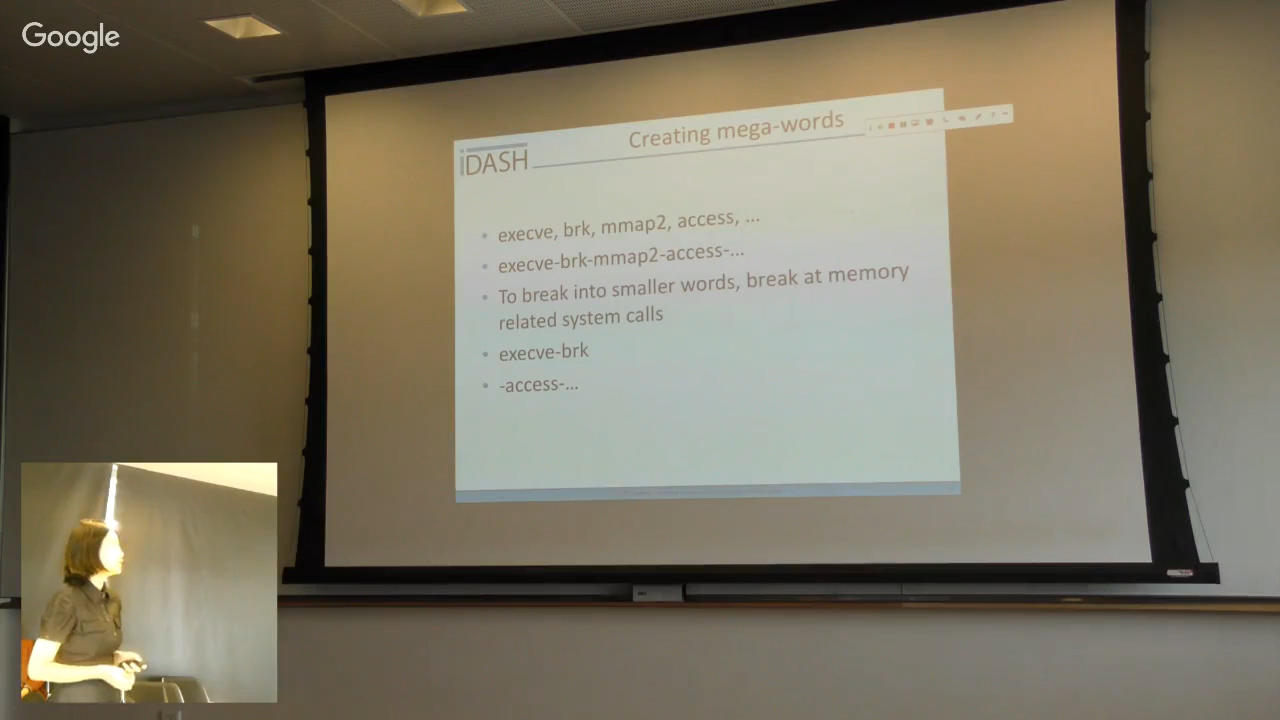 Google
Creating mega-words
iDASH
execve, brk, mmap2, access, ...
execve-brk-mmap2-access-...
To break into smaller words, break at memory
related system calls
execve-brk
-access-...